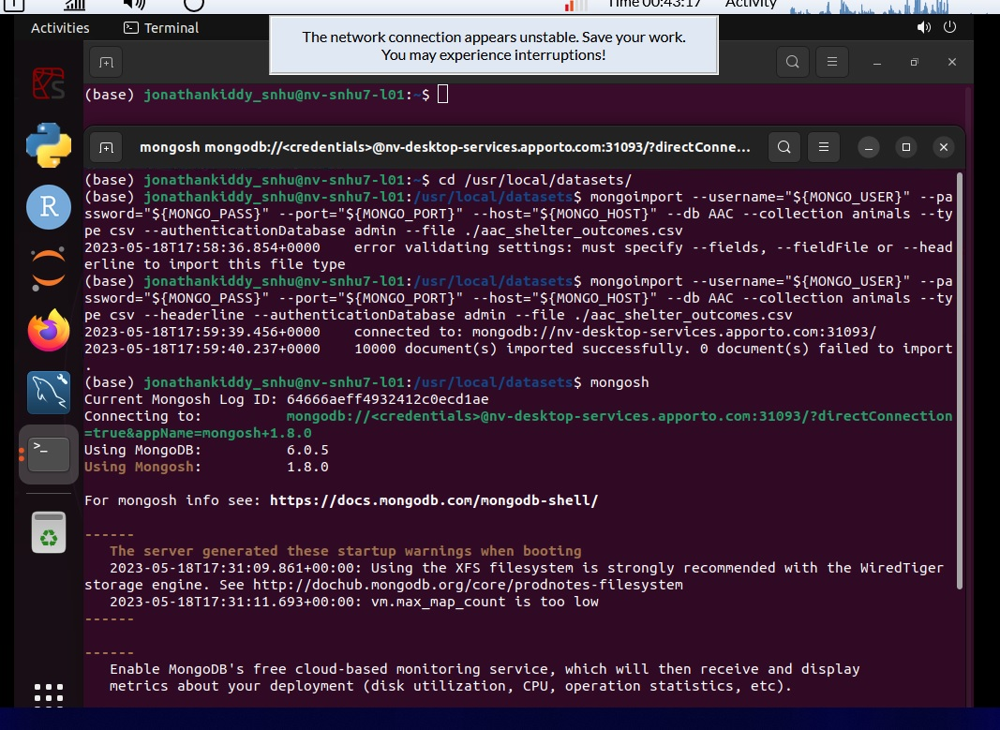 Time 00:43:17 Activity
Activities Terminal
The network connection appears unstable. Save your work.
You may experience interruptions!
(base) jonathankiddy_snhu@nv-snhu7-l01:~$
mongosh mongodb://<credentials>@nv-desktop-services.apporto.com:31093/?directConne...
(base) jonathankiddy_snhu@nv-snhu7-l01:~$ cd /usr/local/datasets/
(base) jonathankiddy_snhu@nv-snhu7-l01:/usr/local/datasets$ mongoimport --username="${MONGO_USER}" --pa
ssword="${MONGO_PASS}" --port="${MONGO_PORT}" --host="${MONGO_HOST}" --db AAC --collection animals --ty
pe csv --authenticationDatabase admin --file ./aac_shelter_outcomes.csv
2023-05-18T17:58:36.854+0000    error validating settings: must specify --fields, --fieldFile or --head
erline to import this file type
(base) jonathankiddy_snhu@nv-snhu7-l01:/usr/local/datasets$ mongoimport --username="${MONGO_USER}" --pa
ssword="${MONGO_PASS}" --port="${MONGO_PORT}" --host="${MONGO_HOST}" --db AAC --collection animals --ty
pe csv --headerline --authenticationDatabase admin --file ./aac_shelter_outcomes.csv
2023-05-18T17:59:39.456+0000    connected to: mongodb://nv-desktop-services.apporto.com:31093/
2023-05-18T17:59:40.237+0000    10000 document(s) imported successfully. 0 document(s) failed to import
.
(base) jonathankiddy_snhu@nv-snhu7-l01:/usr/local/datasets$ mongosh
Current Mongosh Log ID: 64666aeff4932412c0ecd1ae
Connecting to:          mongodb://<credentials>@nv-desktop-services.apporto.com:31093/?directConnection
=true&appName=mongosh+1.8.0
Using MongoDB:          6.0.5
Using Mongosh:          1.8.0
For mongosh info see: https://docs.mongodb.com/mongodb-shell/
------
The server generated these startup warnings when booting
2023-05-18T17:31:09.861+00:00: Using the XFS filesystem is strongly recommended with the WiredTiger
storage engine. See http://dochub.mongodb.org/core/prodnotes-filesystem
2023-05-18T17:31:11.693+00:00: vm.max_map_count is too low
------
------
Enable MongoDB's free cloud-based monitoring service, which will then receive and display
metrics about your deployment (disk utilization, CPU, operation statistics, etc).